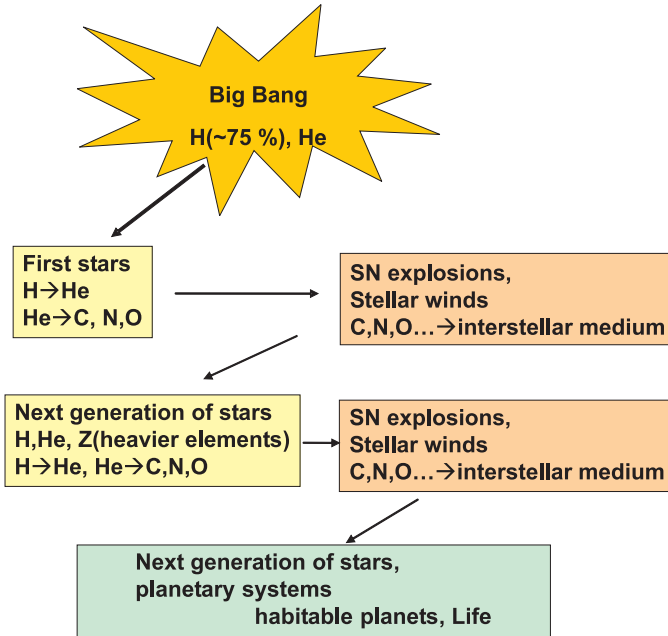 Big Bang
H(~75 %), He
First stars
H→He
He→C, N,O
SN explosions,
Stellar winds
C,N,O...→interstellar medium
Next generation of stars
H,He, Z(heavier elements)
H→He, He→C,N,O
SN explosions,
Stellar winds
C,N,O...→interstellar medium
Next generation of stars,
planetary systems
habitable planets, Life